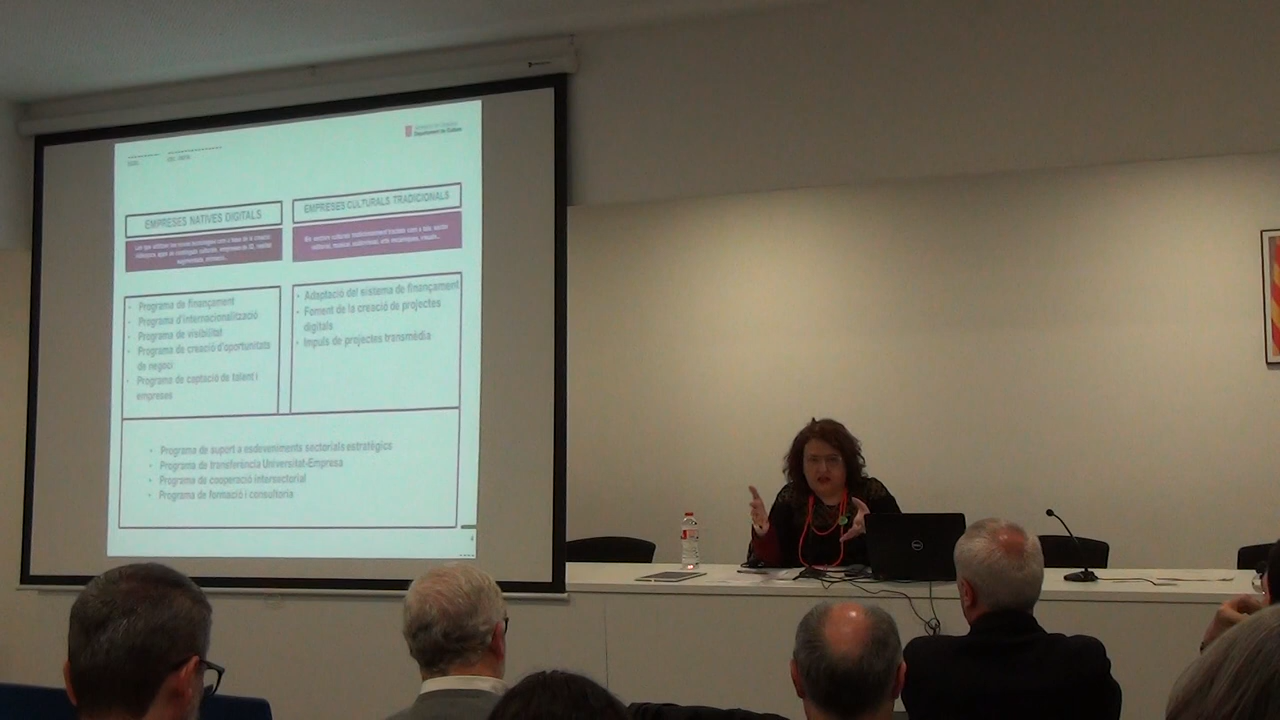 Departament de Cultura
EMPRESES NATIVES DIGITALS
EMPRESES CULTURALS TRADICIONALS
Programa de finançament
Programa d'internacionalització
Programa de visibilitat
Programa de creació d'oportunitats
de negoci
Programa de captació de talent i
empreses
Adaptació del sistema de finançament
Foment de la creació de projectes
digitals
Impuls de projectes transmèdia
Programa de suport a esdeveniments sectorials estratègics
Programa de transferència Universitat-Empresa
Programa de cooperació intersectorial
Programa de formació i consultoria
DELL